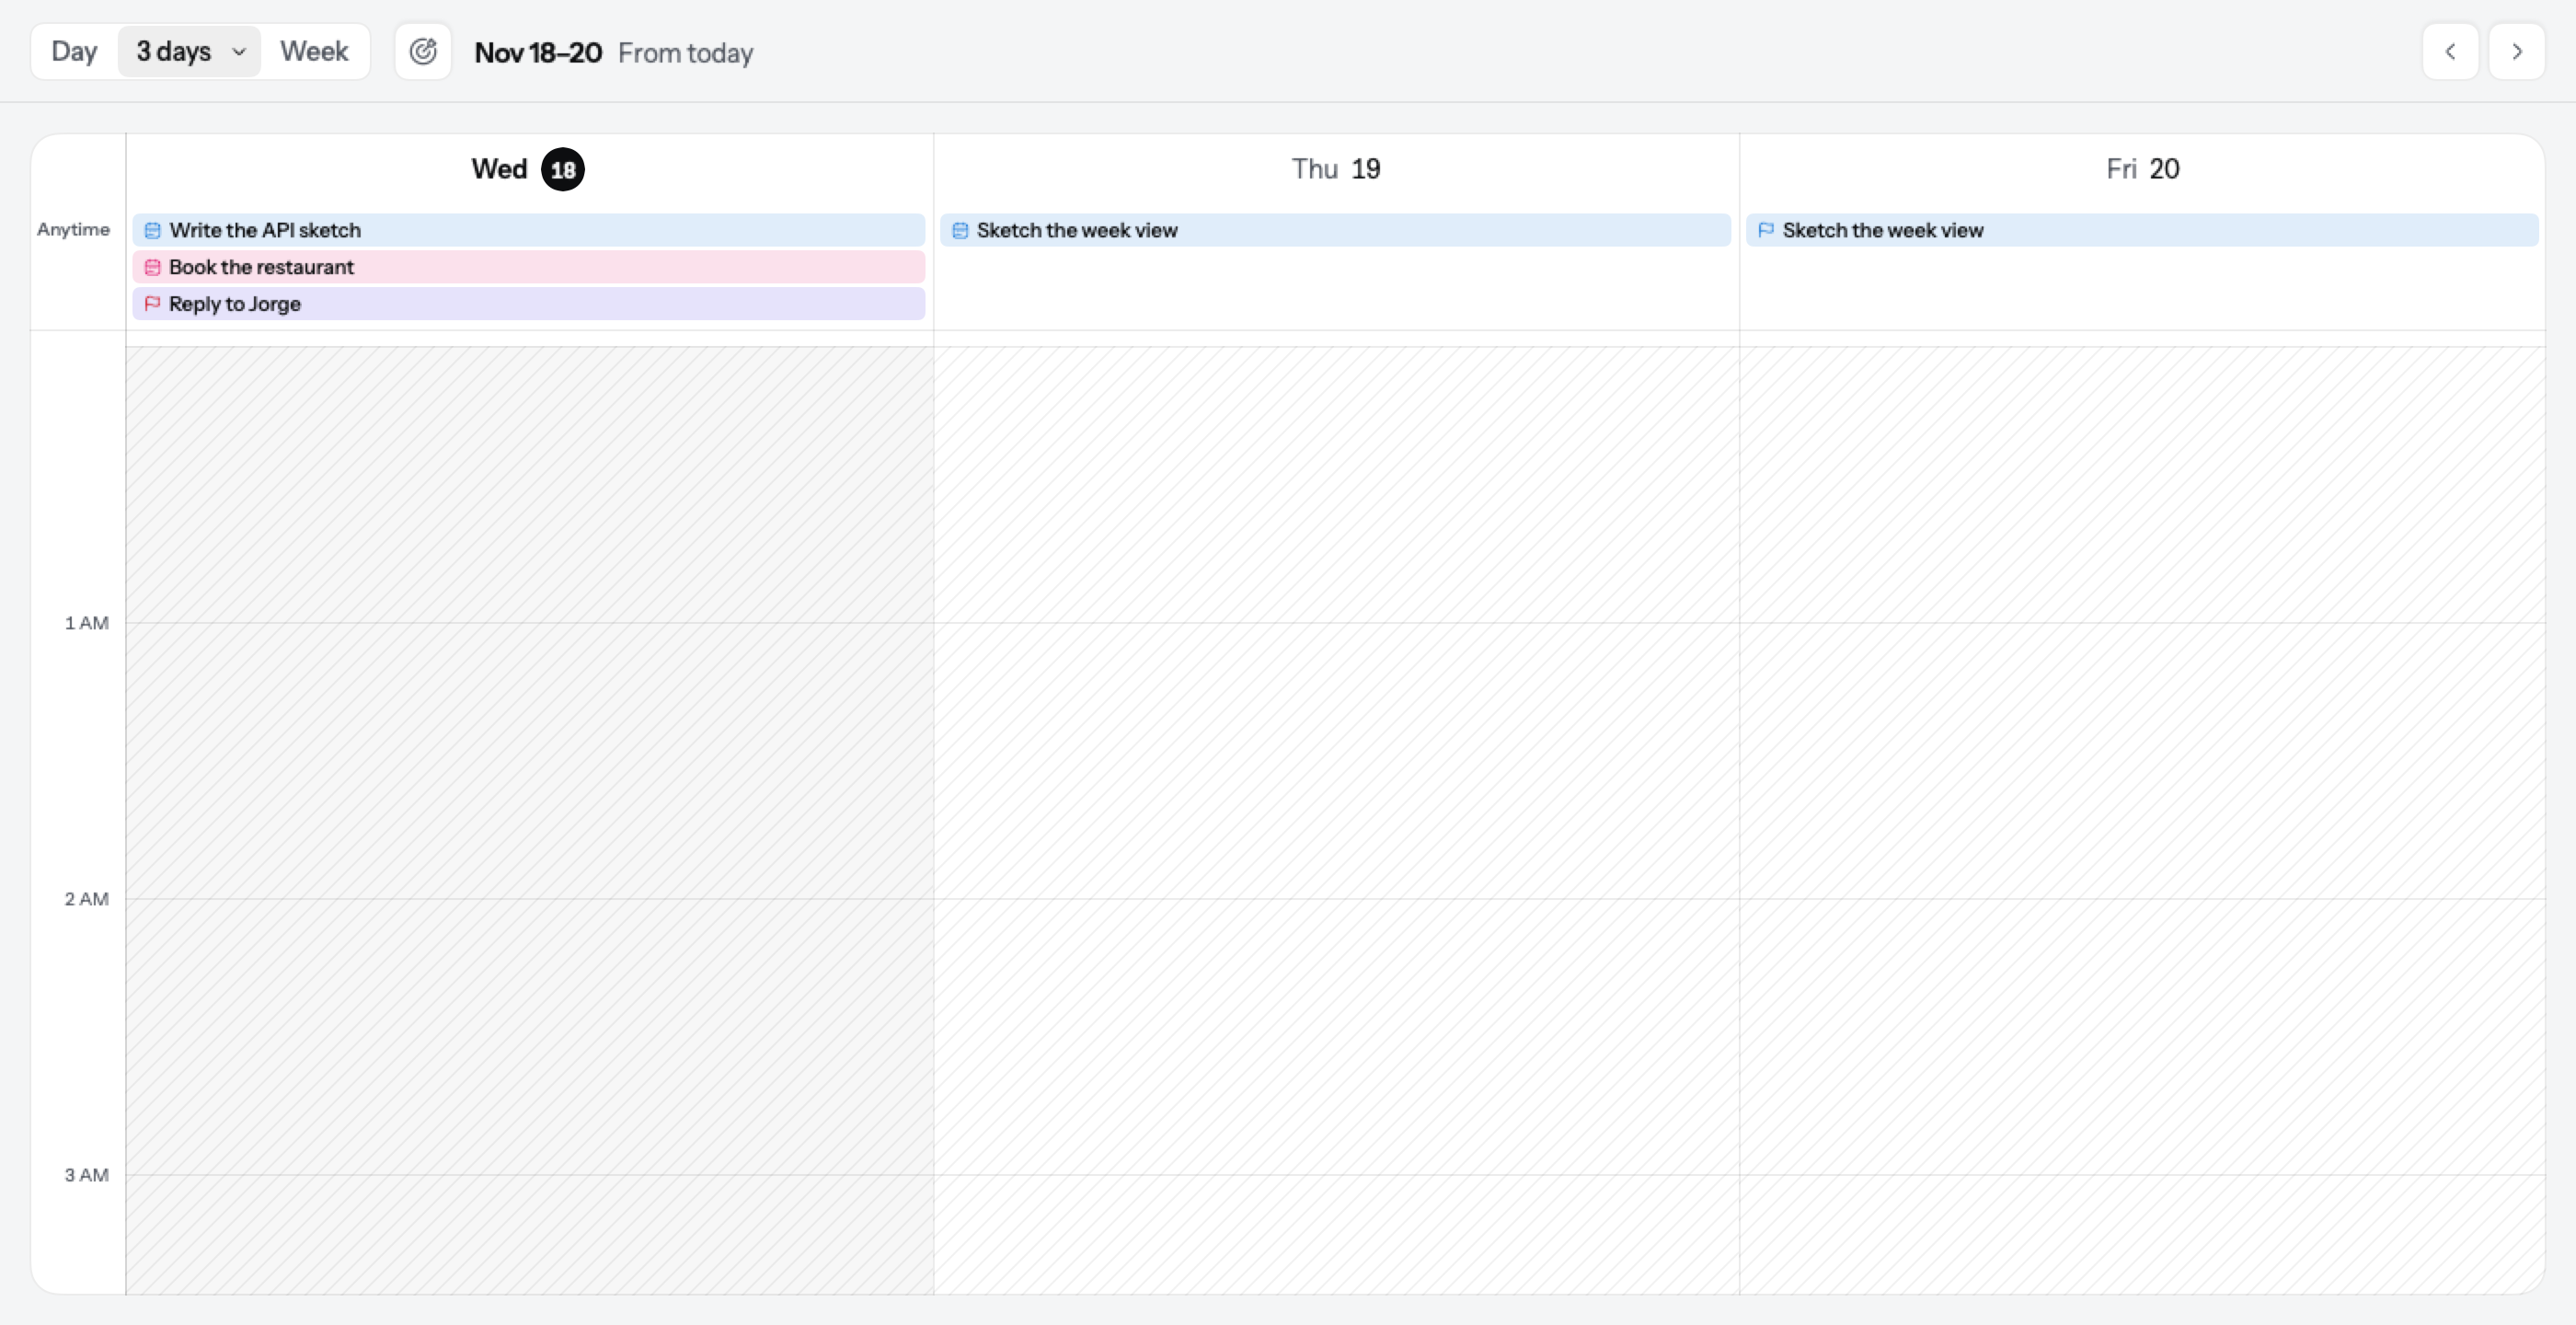 Day 3 days Week Nov 18–20 From today
Wed 18 Thu 19 Fri 20
Anytime Write the API sketch Sketch the week view Sketch the week view
Book the restaurant
Reply to Jorge
1 AM
2 AM
3 AM